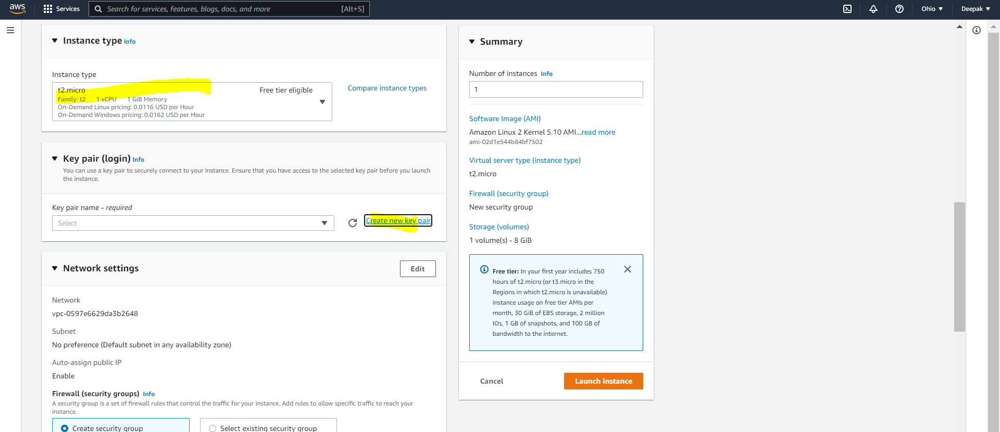 aws
Services
Search for services, features, blogs, docs, and more
[Alt+S]
Ohio
Deepak
Instance type Info
Instance type
t2.micro
Free tier eligible
Family: t2 1 vCPU 1 GiB Memory
On-Demand Linux pricing: 0.0116 USD per Hour
On-Demand Windows pricing: 0.0162 USD per Hour
Compare instance types
Key pair (login) Info
You can use a key pair to securely connect to your instance. Ensure that you have access to the selected key pair before you launch
the instance.
Key pair name - required
Select
Create new key pair
Network settings
Edit
Network
vpc-0597e6629da3b2648
Subnet
No preference (Default subnet in any availability zone)
Auto-assign public IP
Enable
Firewall (security groups) Info
A security group is a set of firewall rules that control the traffic for your instance. Add rules to allow specific traffic to reach your
instance.
Create security group
Select existing security group
Summary
Number of instances Info
1
Software Image (AMI)
Amazon Linux 2 Kernel 5.10 AMI...read more
ami-02d1e544b84bf7502
Virtual server type (instance type)
t2.micro
Firewall (security group)
New security group
Storage (volumes)
1 volume(s) - 8 GiB
Free tier: In your first year includes 750
hours of t2.micro (or t3.micro in the
Regions in which t2.micro is unavailable)
instance usage on free tier AMIs per
month, 30 GiB of EBS storage, 2 million
IOs, 1 GB of snapshots, and 100 GB of
bandwidth to the internet.
Cancel
Launch instance